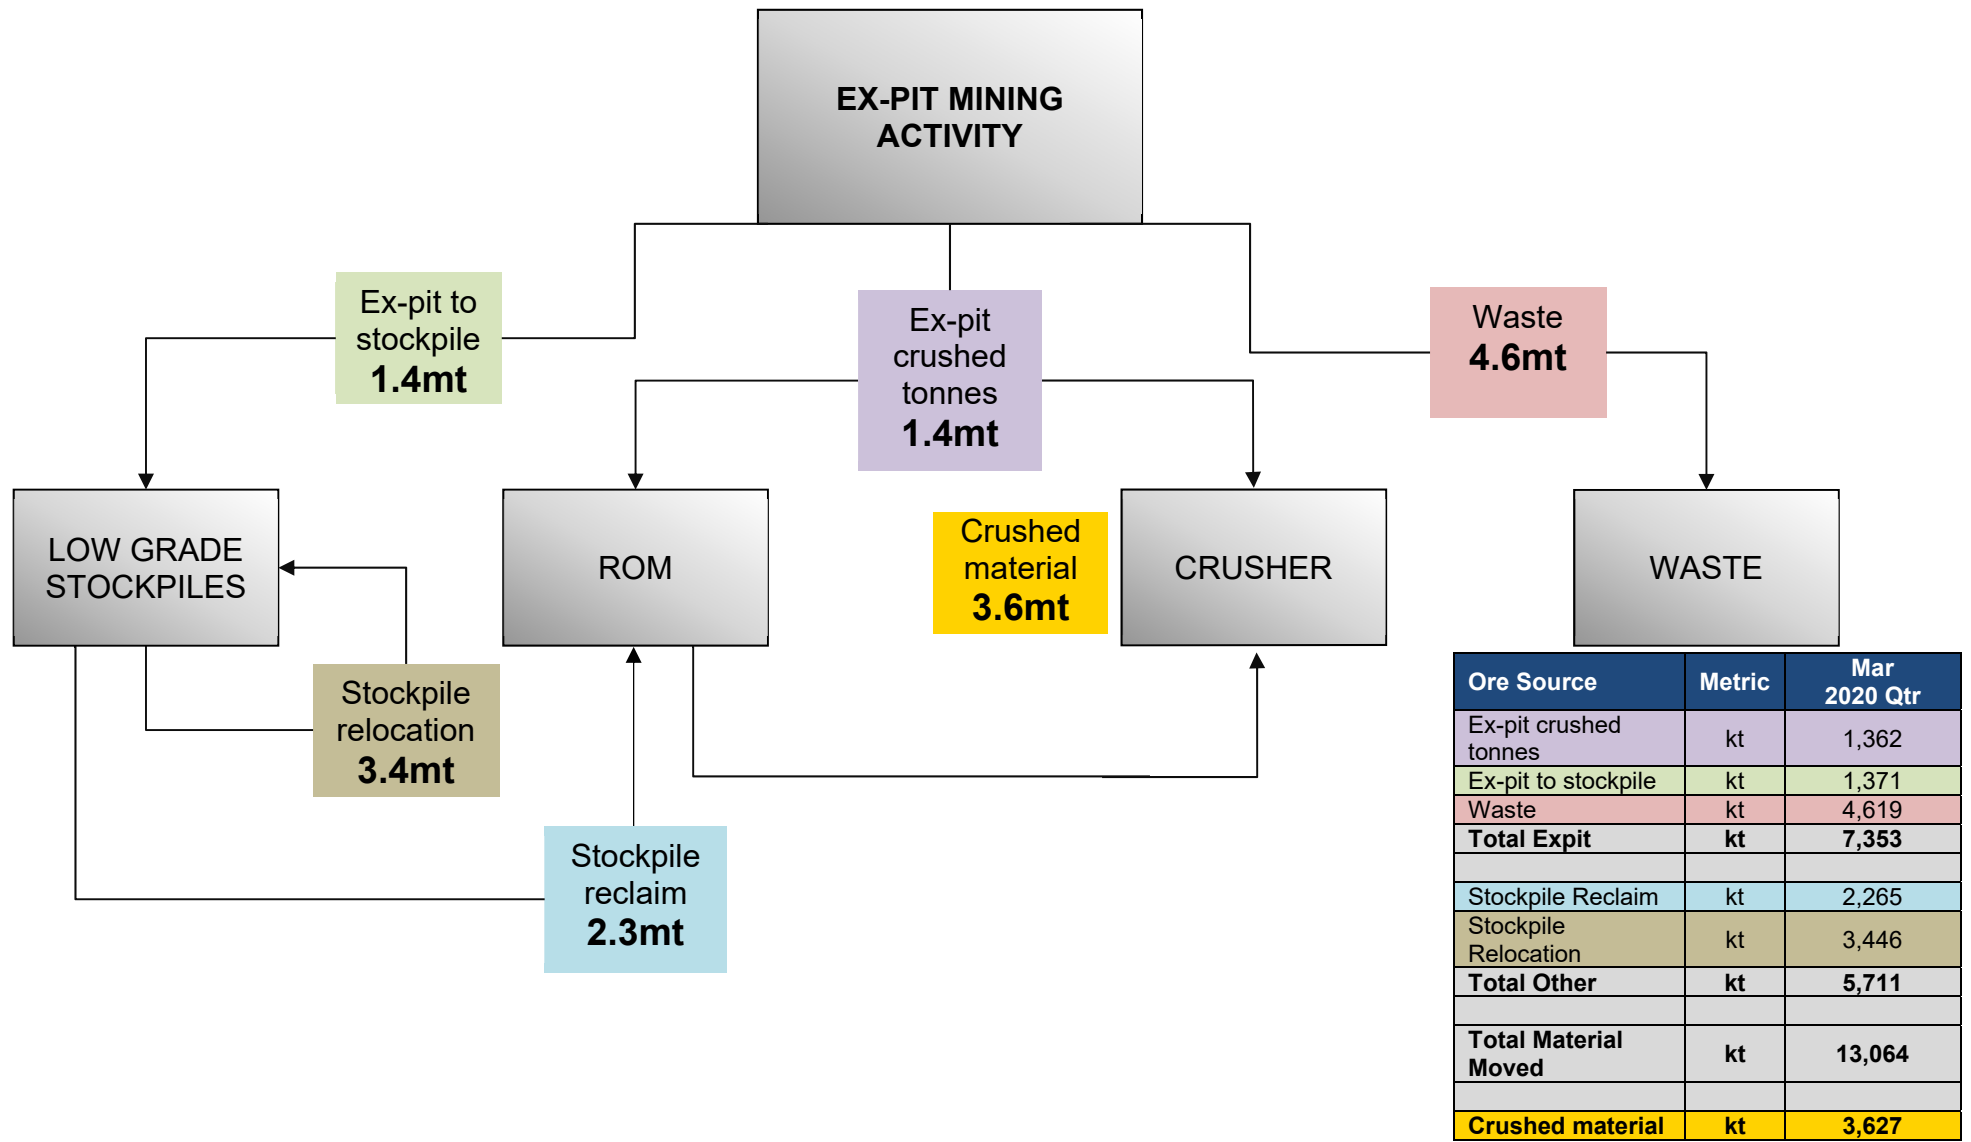 EX-PIT MINING
ACTIVITY
Ex-pit to
stockpile
1.4mt
Ex-pit
crushed
tonnes
1.4mt
Waste
4.6mt
LOW GRADE
STOCKPILES
ROM
Crushed
material
3.6mt
CRUSHER
WASTE
Stockpile
relocation
3.4mt
Stockpile
reclaim
2.3mt
Ore Source Metric Mar
2020 Qtr
Ex-pit crushed
tonnes kt 1,362
Ex-pit to stockpile kt 1,371
Waste kt 4,619
Total Expit kt 7,353
Stockpile Reclaim kt 2,265
Stockpile
Relocation kt 3,446
Total Other kt 5,711
Total Material
Moved kt 13,064
Crushed material kt 3,627